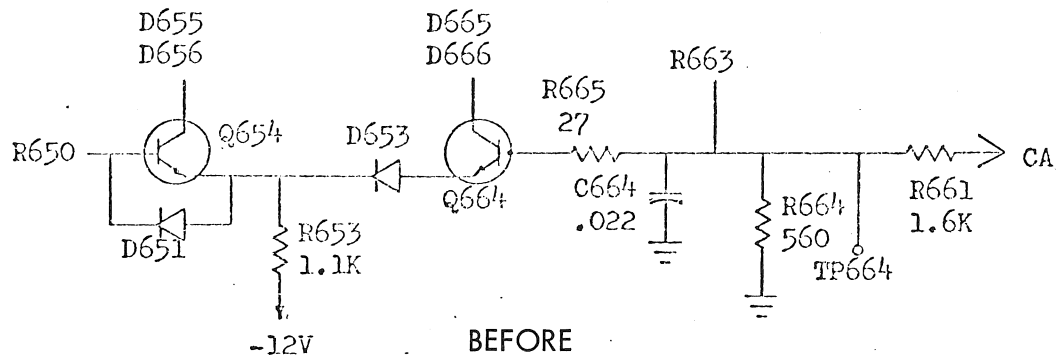 D655
D656
D665
D666
R663
R665
27
R650
Q654
D653
CA
Q664
C664
.022
R664
560
R661
1.6K
D651
R653
1.1K
TP664
-12V
BEFORE